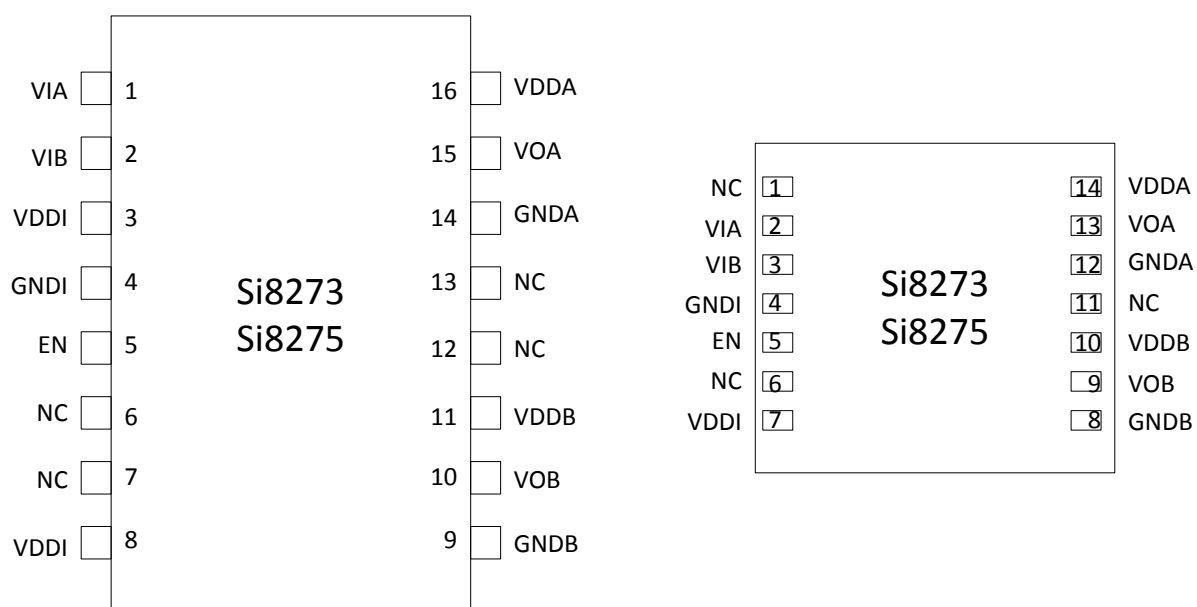 VIA 1 16 VDDA
VIB 2 15 VOA
VDDI 3 14 GNDA
GNDI 4 13 NC
EN 5 12 NC
NC 6 11 VDDB
NC 7 10 VOB
VDDI 8 9 GNDB
Si8273
Si8275
NC 1 14 VDDA
VIA 2 13 VOA
VIB 3 12 GNDA
GNDI 4 11 NC
EN 5 10 VDDB
NC 6 9 VOB
VDDI 7 8 GNDB
Si8273
Si8275